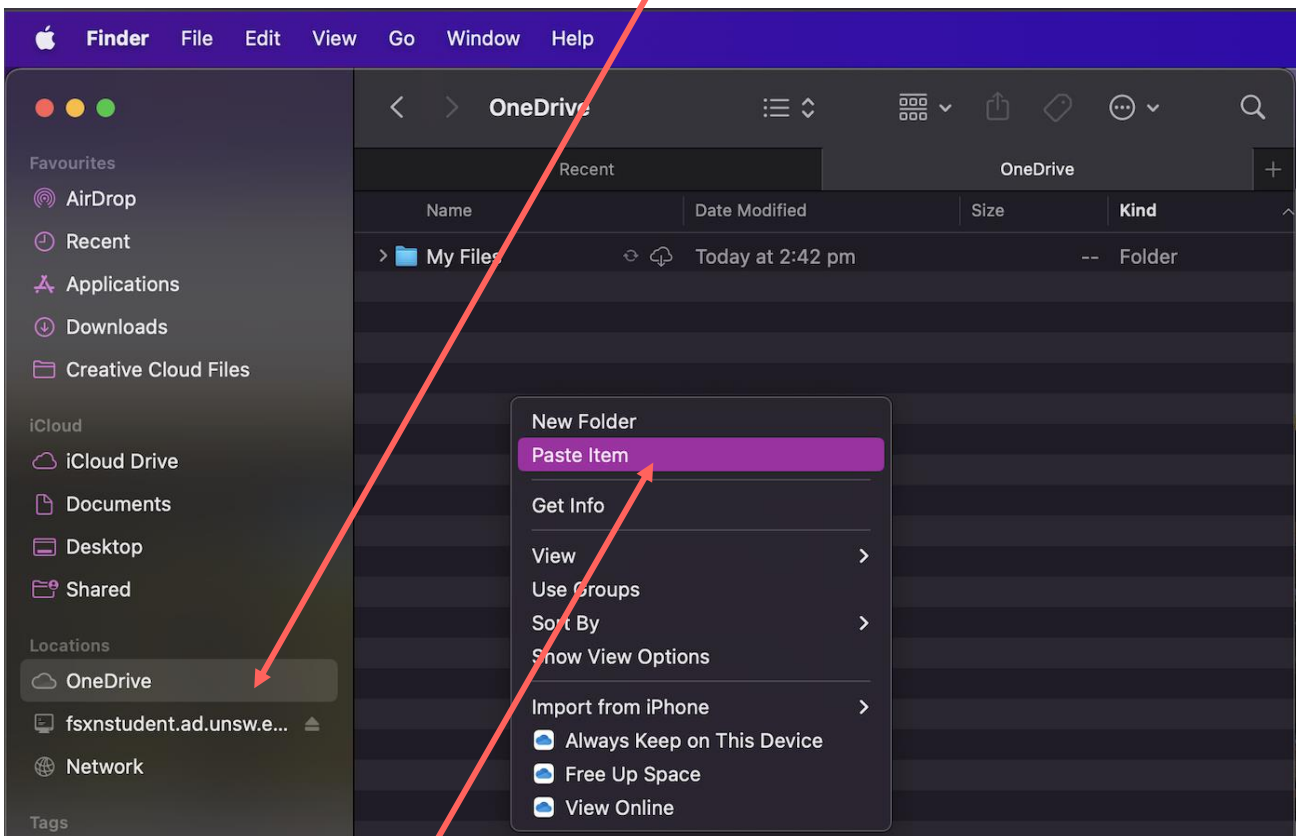 Finder File Edit View Go Window Help
OneDrive
Recent OneDrive
Favourites
AirDrop
Recent
Applications
Downloads
Creative Cloud Files
iCloud
iCloud Drive
Documents
Desktop
Shared
Locations
OneDrive
fsxnstudent.ad.unsw.e...
Network
Tags
Name Date Modified Size Kind
My Files Today at 2:42 pm -- Folder
New Folder
Paste Item
Get Info
View
Use Groups
Sort By
Show View Options
Import from iPhone
Always Keep on This Device
Free Up Space
View Online